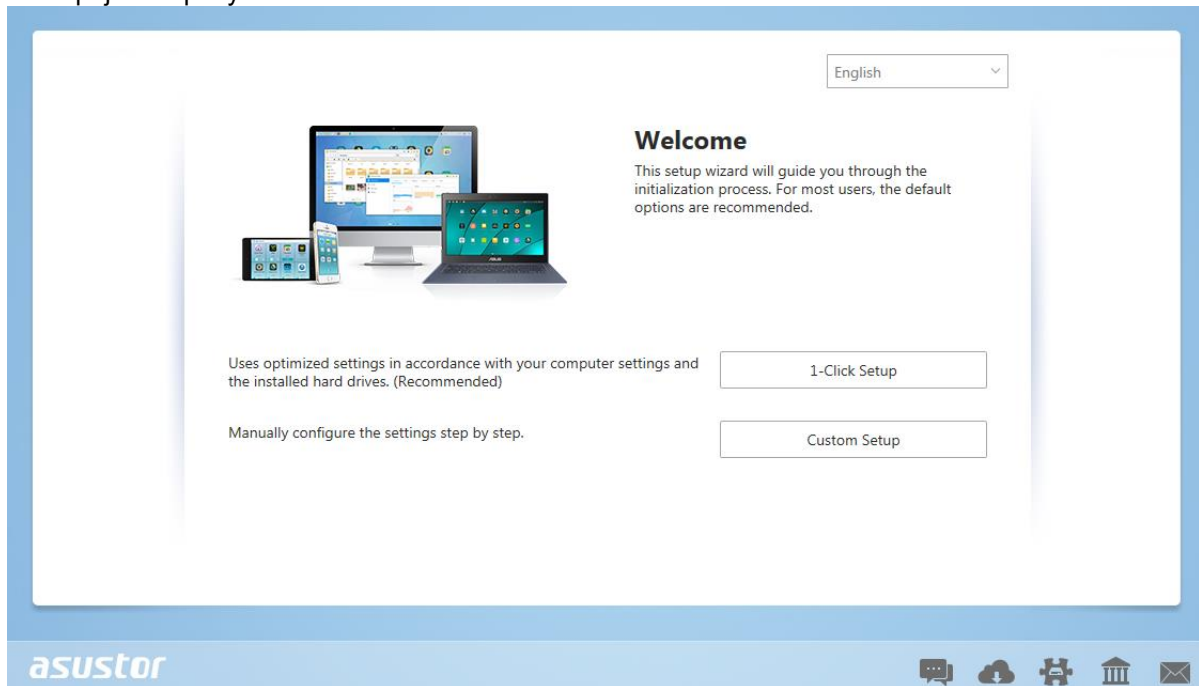 English
Welcome
This setup wizard will guide you through the
initialization process. For most users, the default
options are recommended.
Uses optimized settings in accordance with your computer settings and
the installed hard drives. (Recommended)
1-Click Setup
Manually configure the settings step by step.
Custom Setup
asustor